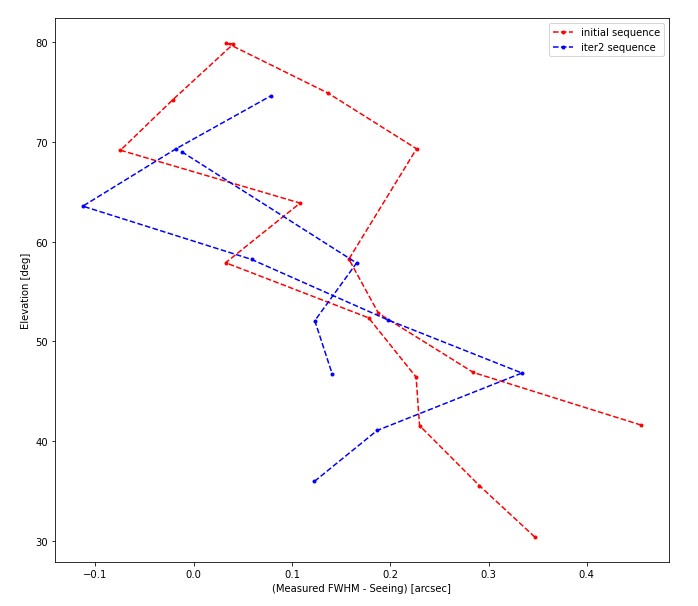 initial sequence
iter2 sequence
80
70
60
50
40
30
Elevation [deg]
−0.1 0.0 0.1 0.2 0.3 0.4
(Measured FWHM - Seeing) [arcsec]